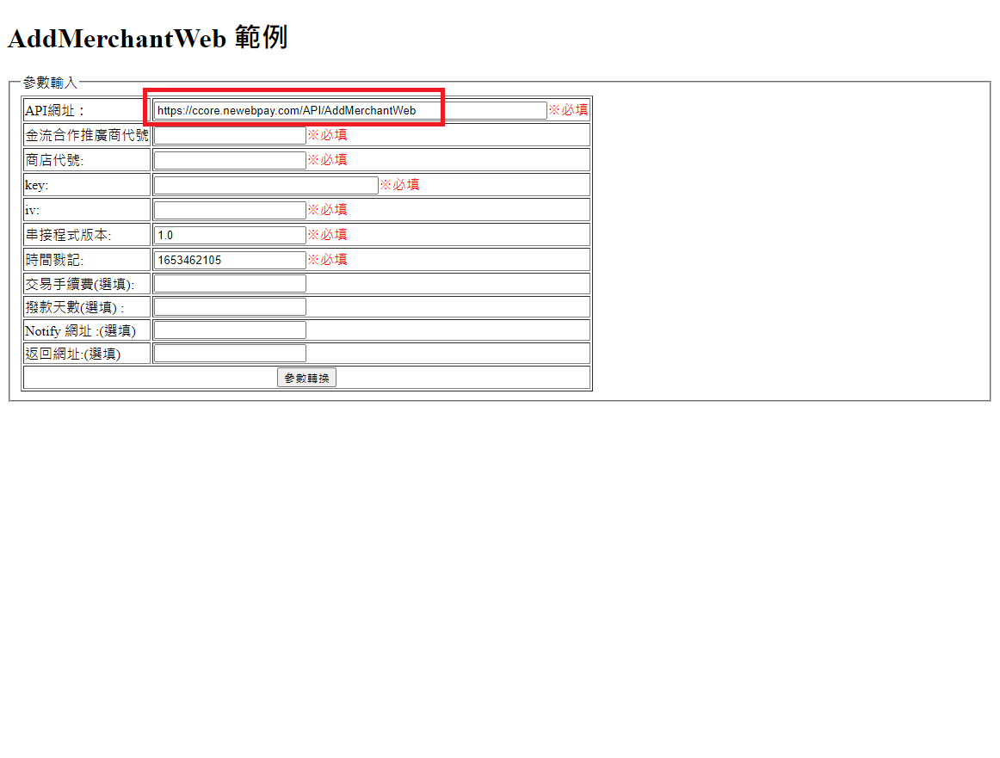 AddMerchantWeb 範例
參數輸入
API網址： https://ccore.newebpay.com/API/AddMerchantWeb ※必填
金流合作推廣商代號 ※必填
商店代號: ※必填
key: ※必填
iv: ※必填
串接程式版本: 1.0 ※必填
時間戮記: 1653462105 ※必填
交易手續費(選填):
撥款天數(選填) :
Notify 網址 :(選填)
返回網址:(選填)
參數轉換